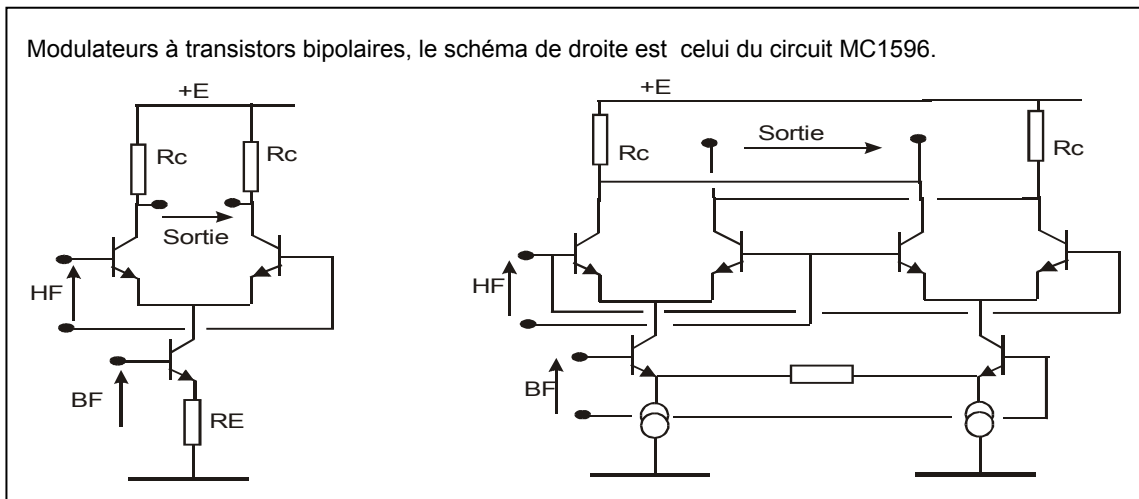 Modulateurs à transistors bipolaires, le schéma de droite est celui du circuit MC1596.
+E
Rc
Rc
Sortie
HF
BF
RE
+E
Rc
Sortie
Rc
HF
BF